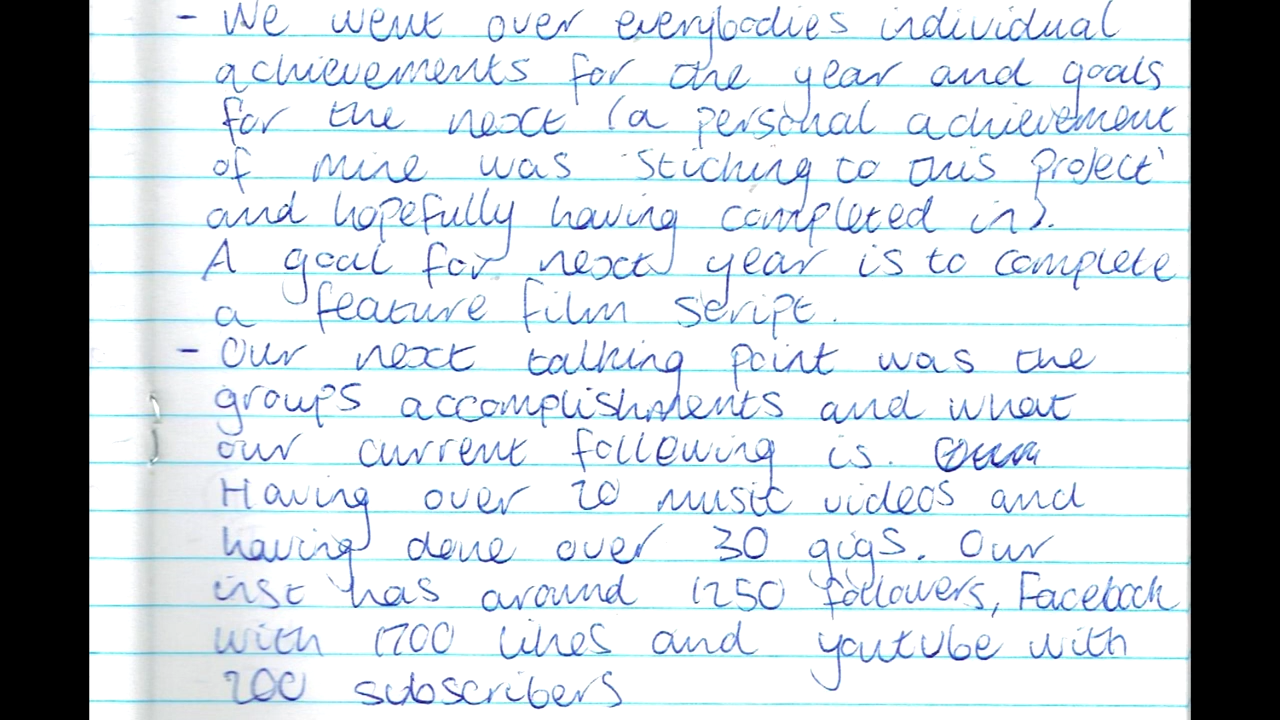 - We went over everybodies individual
achievements for the year and goals
for the next (a personal achievement
of mine was 'sticking to this project'
and hopefully having completed in).
A goal for next year is to complete
a feature film script.
- Our next talking point was the
groups accomplishments and what
our current following is.
Having over 20 music videos and
having done over 30 gigs. Our
inst has around 1250 followers, Facebook
with 1700 likes and youtube with
200 subscribers